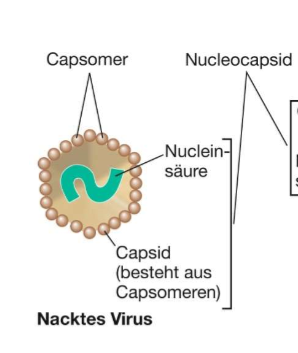 Capsomer
Nucleocapsid
Nuclein-
säure
Capsid
(besteht aus
Capsomeren)
Nacktes Virus